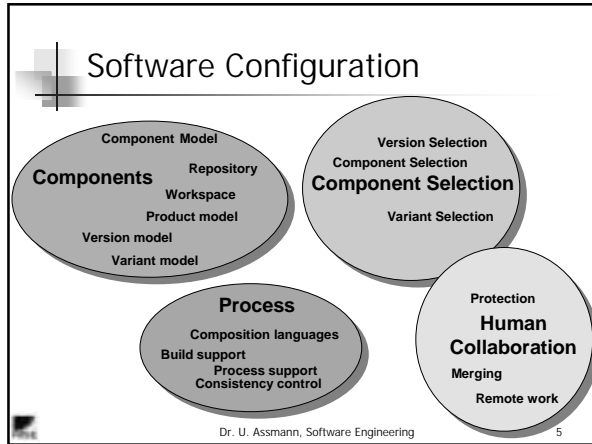 Software Configuration
Component Model
Repository
Components
Workspace
Product model
Version model
Variant model
Version Selection
Component Selection
Component Selection
Variant Selection
Process
Composition languages
Build support
Process support
Consistency control
Protection
Human
Collaboration
Merging
Remote work
Dr. U. Assmann, Software Engineering
5